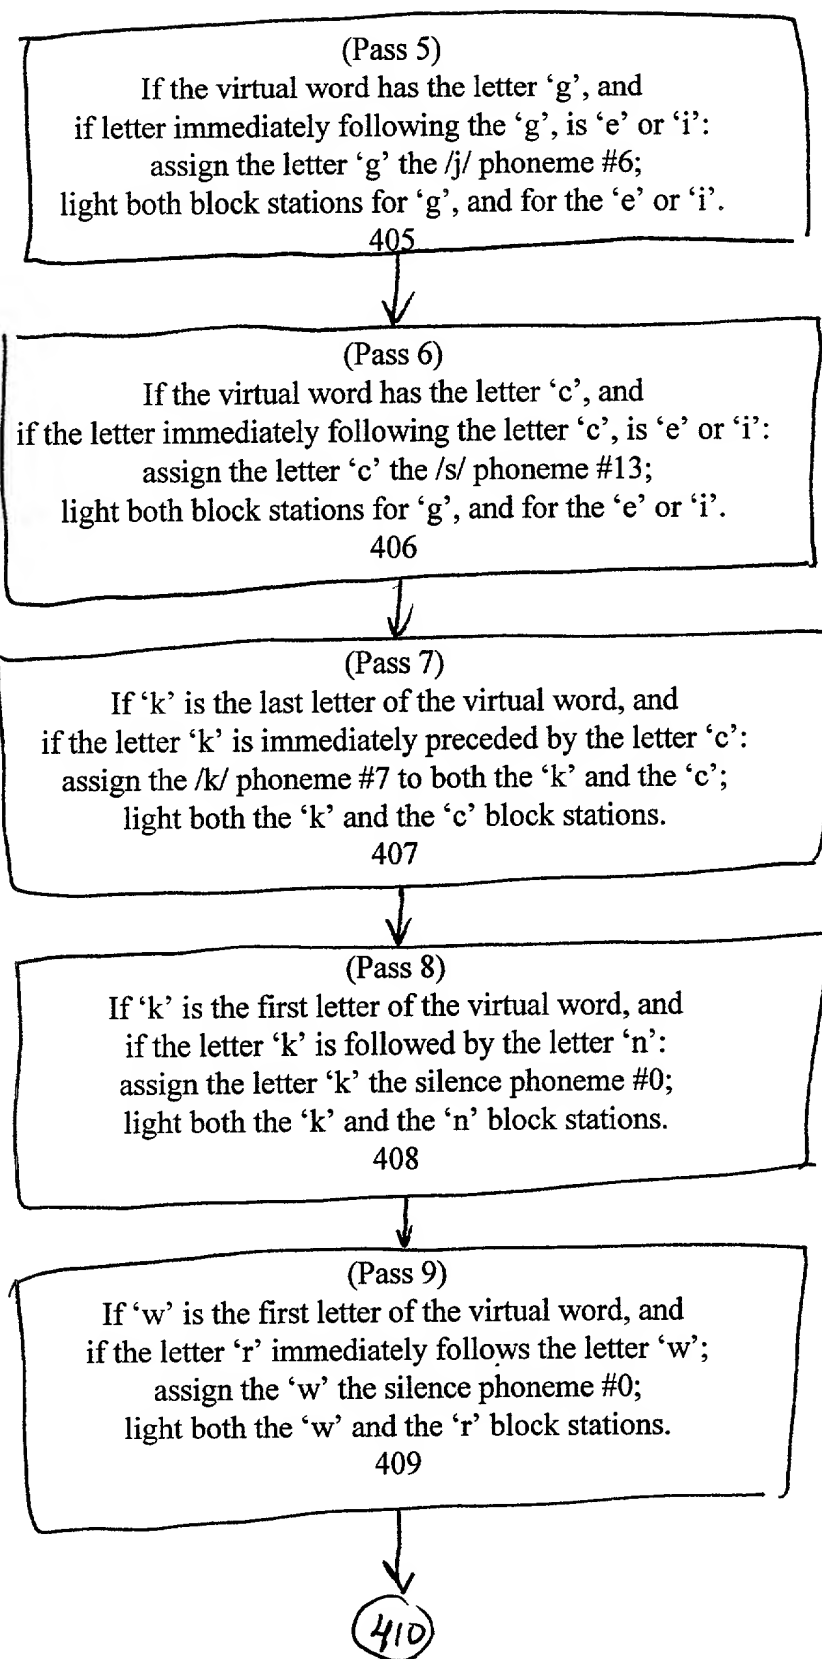 (Pass 5)
If the virtual word has the letter ‘g’, and
if letter immediately following the ‘g’, is ‘e’ or ‘i’:
assign the letter ‘g’ the /j/ phoneme #6;
light both block stations for ‘g’, and for the ‘e’ or ‘i’.
405
(Pass 6)
If the virtual word has the letter ‘c’, and
if the letter immediately following the letter ‘c’, is ‘e’ or ‘i’:
assign the letter ‘c’ the /s/ phoneme #13;
light both block stations for ‘g’, and for the ‘e’ or ‘i’.
406
(Pass 7)
If ‘k’ is the last letter of the virtual word, and
if the letter ‘k’ is immediately preceded by the letter ‘c’:
assign the /k/ phoneme #7 to both the ‘k’ and the ‘c’;
light both the ‘k’ and the ‘c’ block stations.
407
(Pass 8)
If ‘k’ is the first letter of the virtual word, and
if the letter ‘k’ is followed by the letter ‘n’:
assign the letter ‘k’ the silence phoneme #0;
light both the ‘k’ and the ‘n’ block stations.
408
(Pass 9)
If ‘w’ is the first letter of the virtual word, and
if the letter ‘r’ immediately follows the letter ‘w’;
assign the ‘w’ the silence phoneme #0;
light both the ‘w’ and the ‘r’ block stations.
409
410